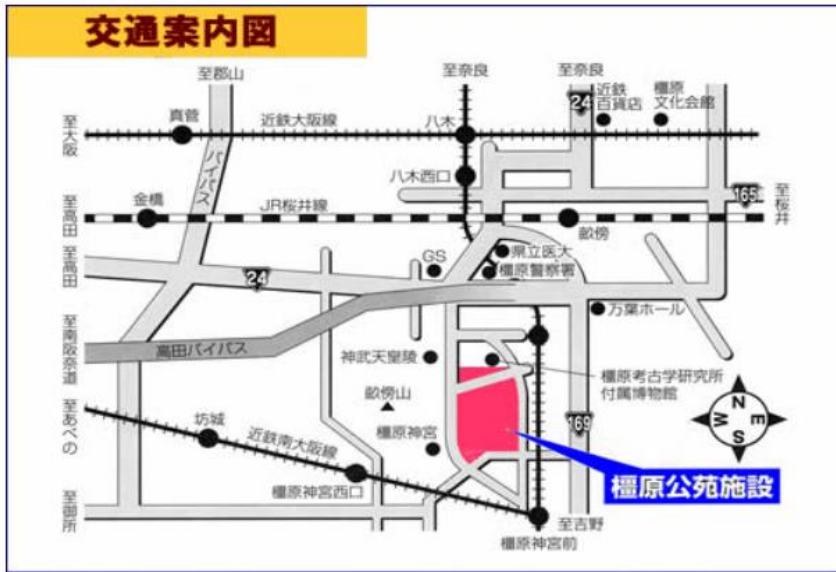 交通案内図
至郡山
至奈良
至奈良
24
近鉄
百貨店
橿原
文化会館
至大阪
真菅
近鉄大阪線
八木
バイパス
八木西口
165
至桜井
至高田
金橋
JR桜井線
畝傍
至高田
24
GS
県立医大
橿原警察署
万葉ホール
至南阪奈道
高田バイパス
神武天皇陵
橿原考古学研究所
付属博物館
畝傍山
至あべの
坊城
近鉄南大阪線
橿原神宮
169
N
W
E
S
橿原公苑施設
至御所
橿原神宮西口
橿原神宮前
至吉野